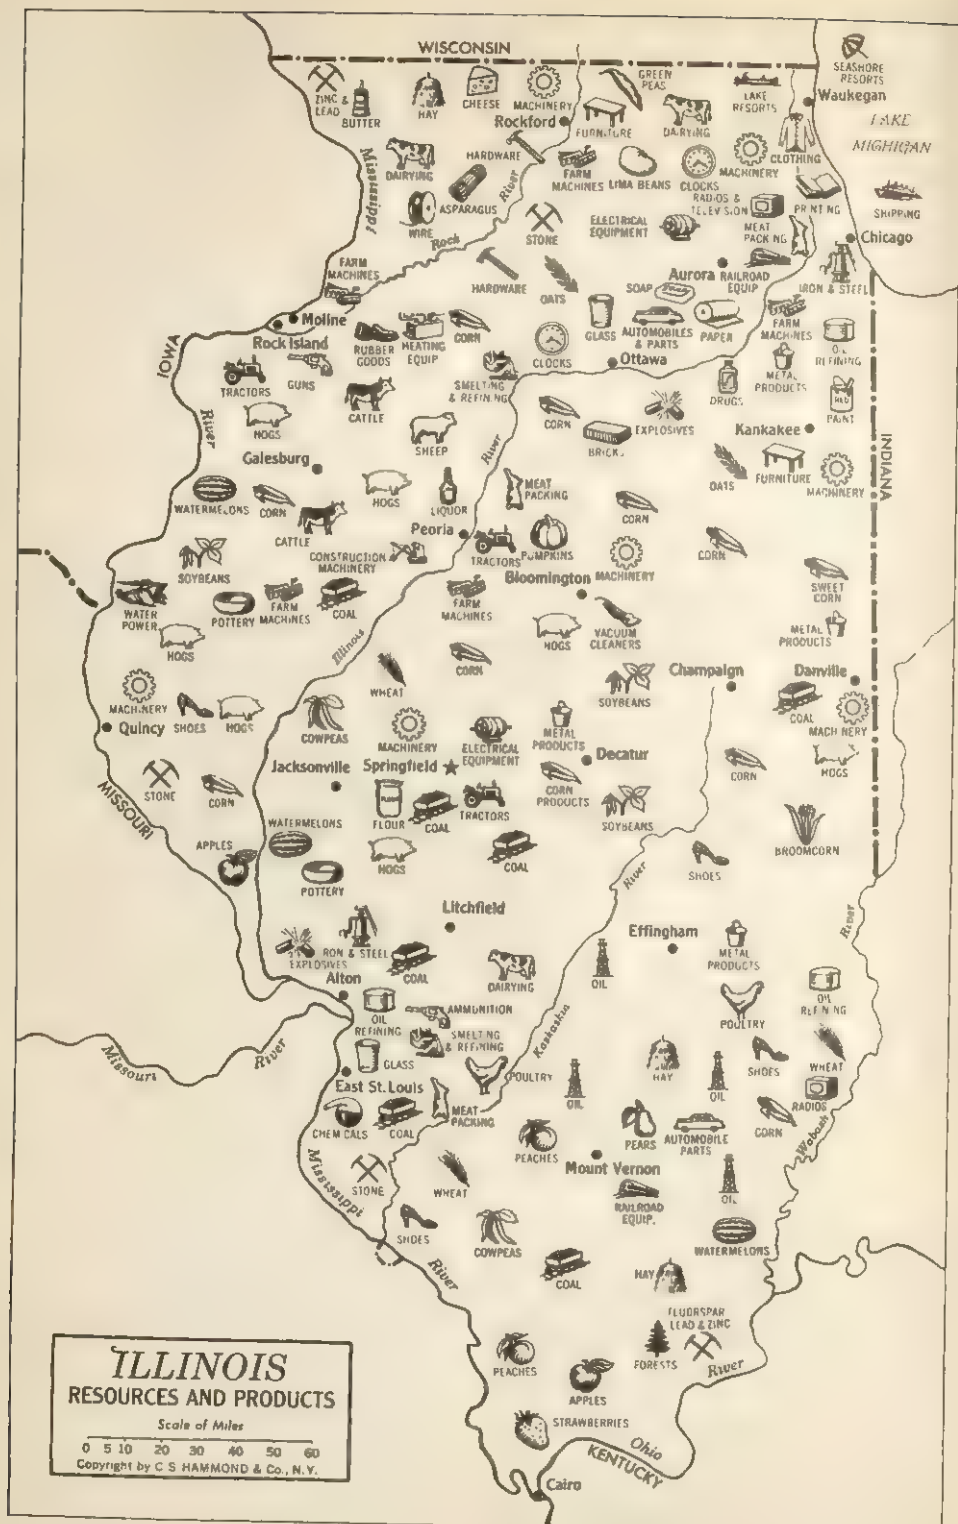 WISCONSIN
SEASHORE
RESORTS
ZINC &
LEAD
BUTTER
HAY
CHEESE
MACHINERY
GREEN
PEAS
LAKE
RESORTS
Waukegan
Rockford
FURNITURE
DAIRYING
LAKE
MICHIGAN
HARDWARE
DAIRYING
FARM
MACHINES
LIMA BEANS
CLOCKS
MACHINERY
CLOTHING
Mississippi
ASPARAGUS
River
RADIOS &
TELEVISION
PRINTING
SHIPPING
WIRE
Rock
STONE
ELECTRICAL
EQUIPMENT
MEAT
PACKING
Chicago
FARM
MACHINES
HARDWARE
OATS
Aurora
RAILROAD
EQUIP
IRON & STEEL
SOAP
Moline
Rock Island
RUBBER
GOODS
HEATING
EQUIP
CORN
CLOCKS
GLASS
AUTOMOBILES
& PARTS
PAPER
FARM
MACHINES
OIL
REFINING
IOWA
TRACTORS
GUNS
CATTLE
SMELTING
& REFINING
Ottawa
DRUGS
METAL
PRODUCTS
RED
PAINT
River
HOGS
SHEEP
River
CORN
BRICKS
EXPLOSIVES
Kankakee
INDIANA
Galesburg
OATS
FURNITURE
MACHINERY
WATERMELONS
CORN
CATTLE
HOGS
LIQUOR
MEAT
PACKING
CORN
Peoria
SOYBEANS
CONSTRUCTION
MACHINERY
TRACTORS
PUMPKINS
MACHINERY
CORN
Bloomington
WATER
POWER
POTTERY
FARM
MACHINES
COAL
FARM
MACHINES
SWEET
CORN
HOGS
Illinois
HOGS
VACUUM
CLEANERS
METAL
PRODUCTS
WHEAT
CORN
Champaign
Danville
SOYBEANS
MACHINERY
Quincy
SHOES
HOGS
COWPEAS
MACHINERY
ELECTRICAL
EQUIPMENT
METAL
PRODUCTS
COAL
MACHINERY
HOGS
Jacksonville
Springfield
Decatur
CORN
STONE
CORN
MISSOURI
FLOUR
FLOUR
COAL
TRACTORS
CORN
PRODUCTS
SOYBEANS
WATERMELONS
APPLES
POTTERY
HOGS
COAL
River
SHOES
BROOMCORN
Litchfield
Effingham
River
EXPLOSIVES
RON & STEEL
COAL
DAIRYING
OIL
METAL
PRODUCTS
Alton
OIL
REFINING
AMMUNITION
POULTRY
OIL
REFINING
SMELTING
& REFINING
Kaskaskia
Missouri
River
GLASS
East St. Louis
POULTRY
OIL
HAY
OIL
SHOES
WHEAT
RADIOS
CHEMICALS
COAL
MEAT
PACKING
PEACHES
PEARS
AUTOMOBILE
PARTS
CORN
Wabash
Mississippi
STONE
WHEAT
Mount Vernon
RAILROAD
EQUIP.
OIL
SHOES
COWPEAS
WATERMELONS
River
COAL
HAY
FLUORSPAR
LEAD & ZINC
PEACHES
FORESTS
River
APPLES
STRAWBERRIES
Ohio
KENTUCKY
Cairo
ILLINOIS
RESOURCES AND PRODUCTS
Scale of Miles
0 5 10 20 30 40 50 60
Copyright by C S HAMMOND & Co., N.Y.